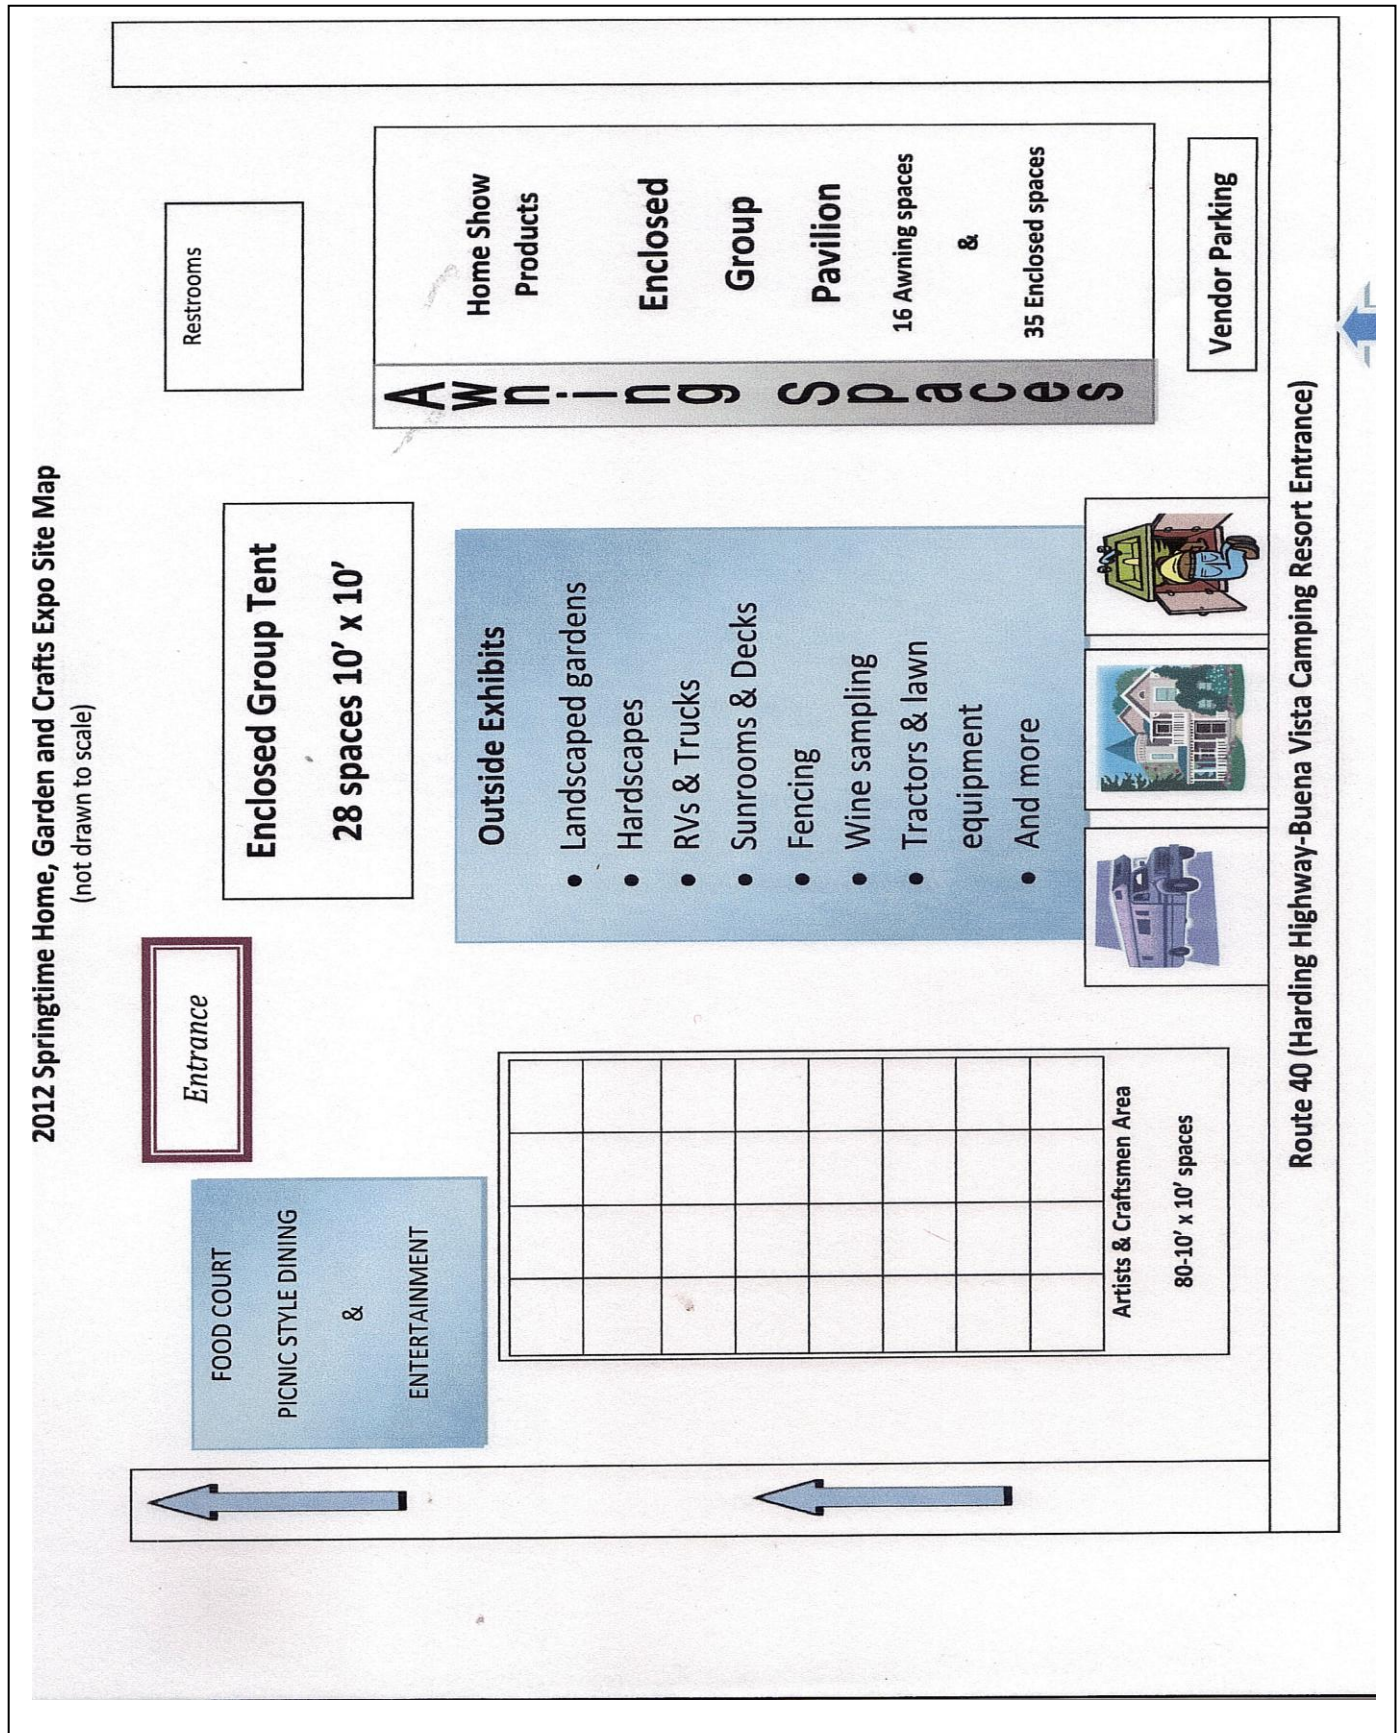 2012 Springtime Home, Garden and Crafts Expo Site Map
(not drawn to scale)
FOOD COURT
PICNIC STYLE DINING
&
ENTERTAINMENT
Entrance
Enclosed Group Tent
28 spaces 10' x 10'
Restrooms
Outside Exhibits
• Landscaped gardens
• Hardscapes
• RVs & Trucks
• Sunrooms & Decks
• Fencing
• Wine sampling
• Tractors & lawn
equipment
• And more
Awning Spaces
Home Show
Products
Enclosed
Group
Pavilion
16 Awning spaces
&
35 Enclosed spaces
Artists & Craftsmen Area
80-10' x 10' spaces
Vendor Parking
Route 40 (Harding Highway-Buena Vista Camping Resort Entrance)